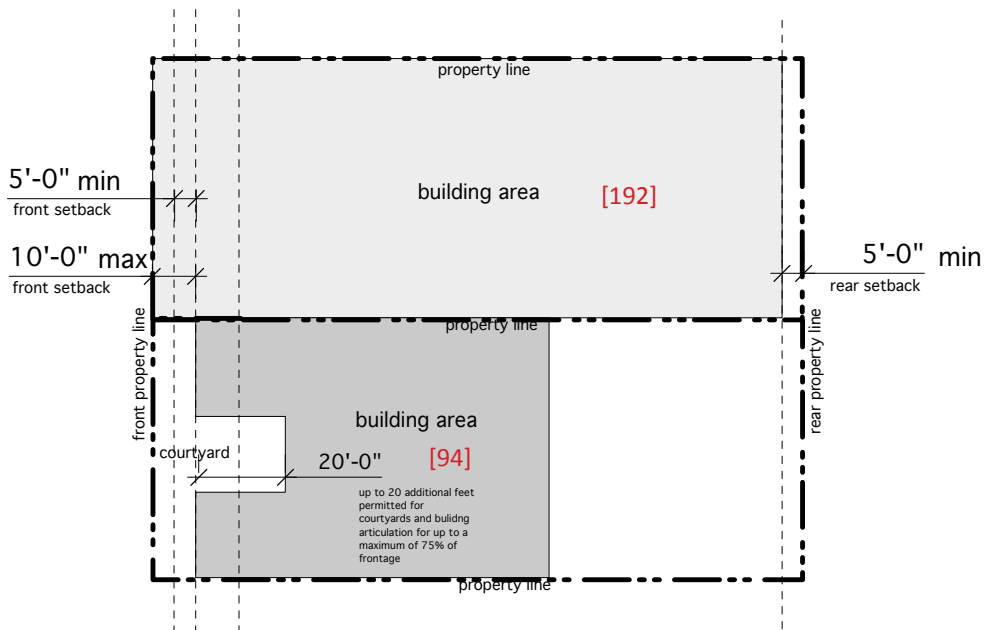 property line
5'-0" min
front setback
building area [192]
10'-0" max
front setback
5'-0" min
rear setback
front property line
property line
rear property line
building area
courtyard
20'-0"
[94]
up to 20 additional feet
permitted for
courtyards and bulidng
articulation for up to a
maximum of 75% of
frontage
property line